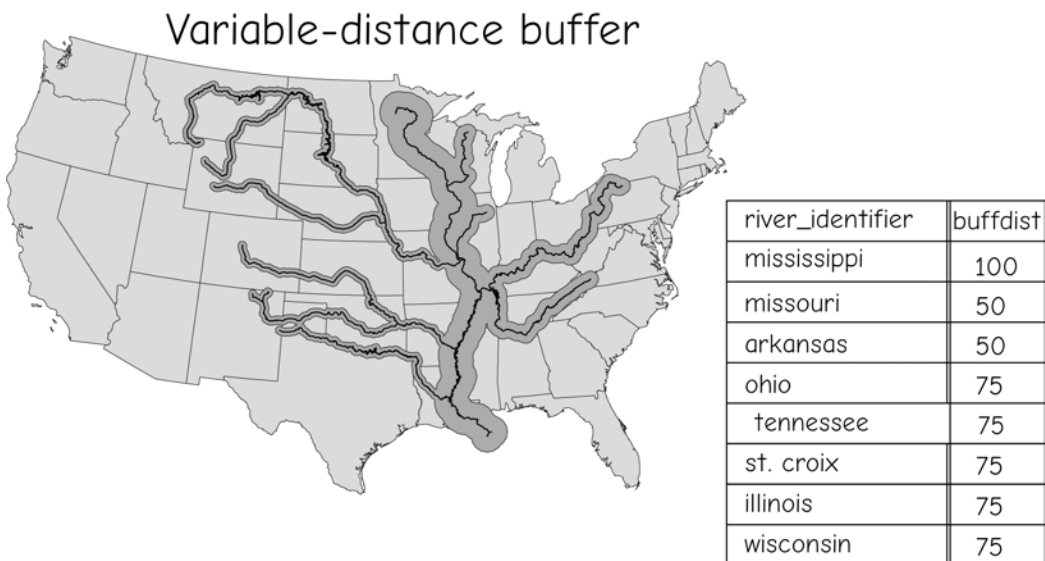 Variable-distance buffer
river_identifier buffdist
mississippi 100
missouri 50
arkansas 50
ohio 75
tennessee 75
st. croix 75
illinois 75
wisconsin 75